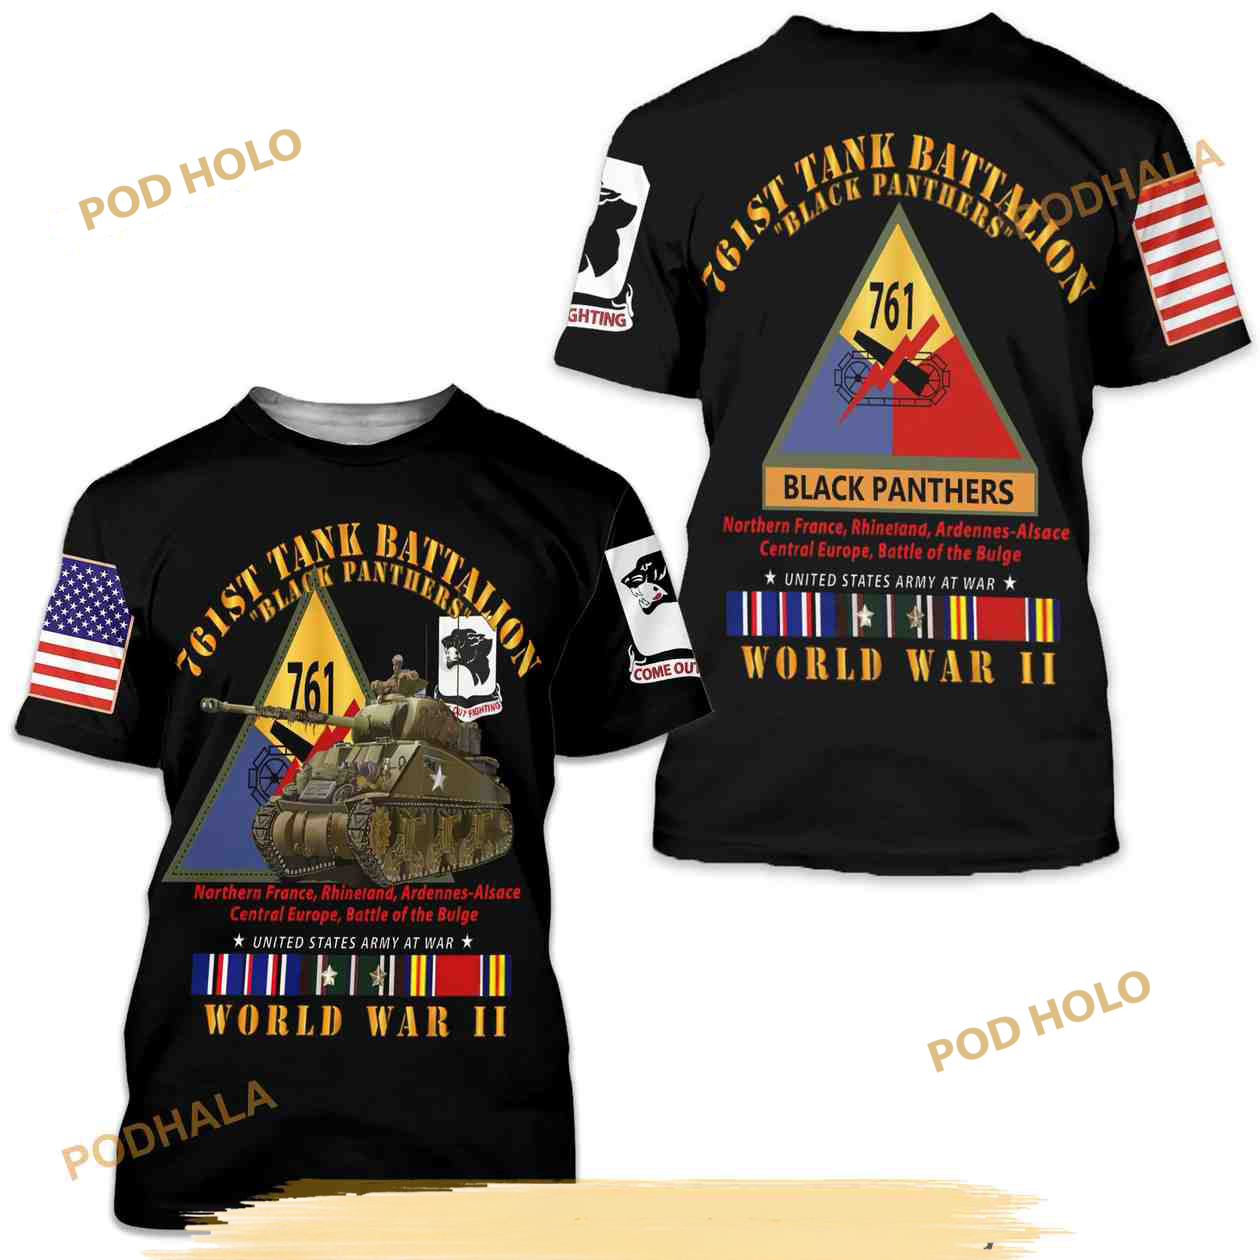 POD HOLO
761ST TANK BATTALION
"BLACK PANTHERS"
761
FIGHTING
PODHALA
BLACK PANTHERS
Northern France, Rhineland, Ardennes-Alsace
Central Europe, Battle of the Bulge
★ UNITED STATES ARMY AT WAR ★
WORLD WAR II
761ST TANK BATTALION
"BLACK PANTHERS"
761
OUT FIGHTING
COME OUT
Northern France, Rhineland, Ardennes-Alsace
Central Europe, Battle of the Bulge
★ UNITED STATES ARMY AT WAR ★
WORLD WAR II
POD HOLO
PODHALA